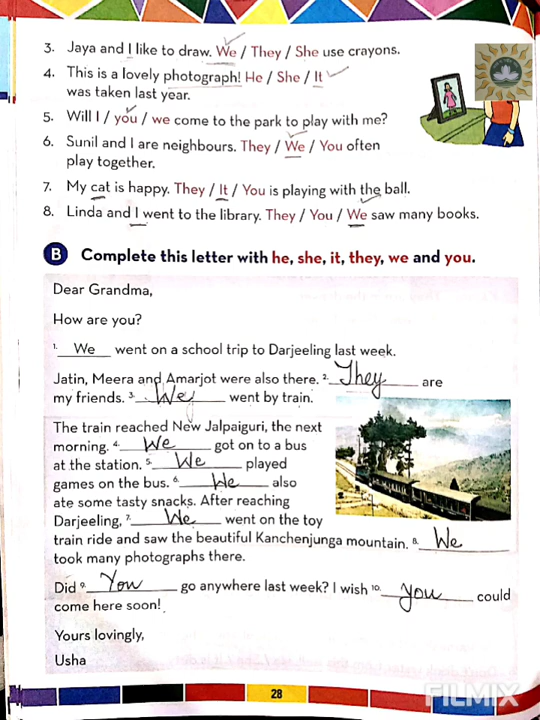 3. Jaya and I like to draw. We / They / She use crayons.
4. This is a lovely photograph! He / She / It
was taken last year.
5. Will I / you / we come to the park to play with me?
6. Sunil and I are neighbours. They / We / You often
play together.
7. My cat is happy. They / It / You is playing with the ball.
8. Linda and I went to the library. They / You / We saw many books.
B Complete this letter with he, she, it, they, we and you.
Dear Grandma,
How are you?
1. We went on a school trip to Darjeeling last week.
Jatin, Meera and Amarjot were also there. 2. They are
my friends. 3. We went by train.
The train reached New Jalpaiguri, the next
morning. 4. We got on to a bus
at the station. 5. We played
games on the bus. 6. We also
ate some tasty snacks. After reaching
Darjeeling, 7. We went on the toy
train ride and saw the beautiful Kanchenjunga mountain. 8. We
took many photographs there.
Did 9. You go anywhere last week? I wish 10. you could
come here soon!
Yours lovingly,
Usha
28
FILMIX